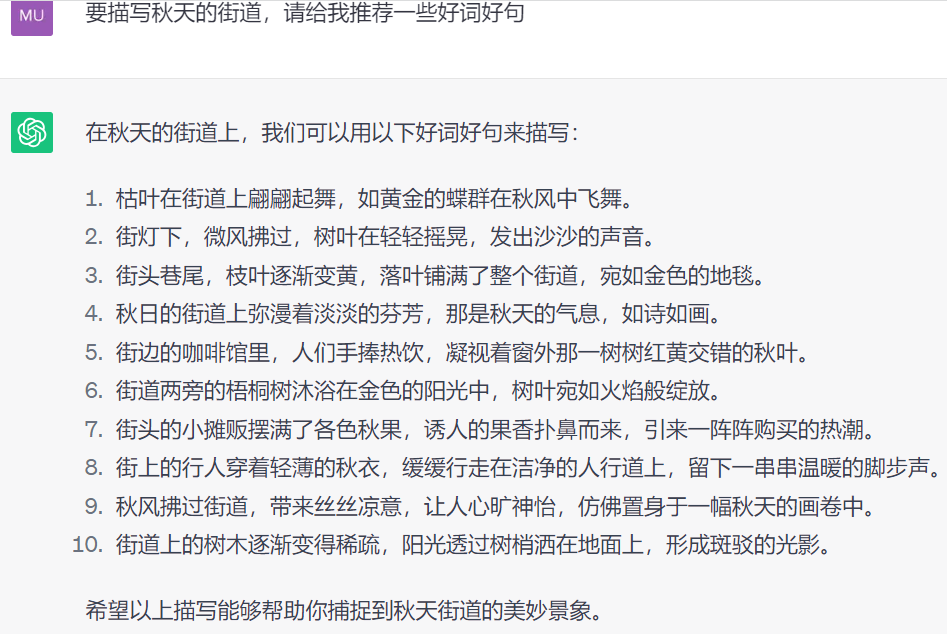 MU
要描写秋天的街道，请给我推荐一些好词好句
在秋天的街道上，我们可以用以下好词好句来描写：
1. 枯叶在街道上翩翩起舞，如黄金的蝶群在秋风中飞舞。
2. 街灯下，微风拂过，树叶在轻轻摇晃，发出沙沙的声音。
3. 街头巷尾，枝叶逐渐变黄，落叶铺满了整个街道，宛如金色的地毯。
4. 秋日的街道上弥漫着淡淡的芬芳，那是秋天的气息，如诗如画。
5. 街边的咖啡馆里，人们手捧热饮，凝视着窗外那一树树红黄交错的秋叶。
6. 街道两旁的梧桐树沐浴在金色的阳光中，树叶宛如火焰般绽放。
7. 街头的小摊贩摆满了各色秋果，诱人的果香扑鼻而来，引来一阵阵购买的热潮。
8. 街上的行人穿着轻薄的秋衣，缓缓行走在洁净的人行道上，留下一串串温暖的脚步声。
9. 秋风拂过街道，带来丝丝凉意，让人心旷神怡，仿佛置身于一幅秋天的画卷中。
10. 街道上的树木逐渐变得稀疏，阳光透过树梢洒在地面上，形成斑驳的光影。
希望以上描写能够帮助你捕捉到秋天街道的美妙景象。